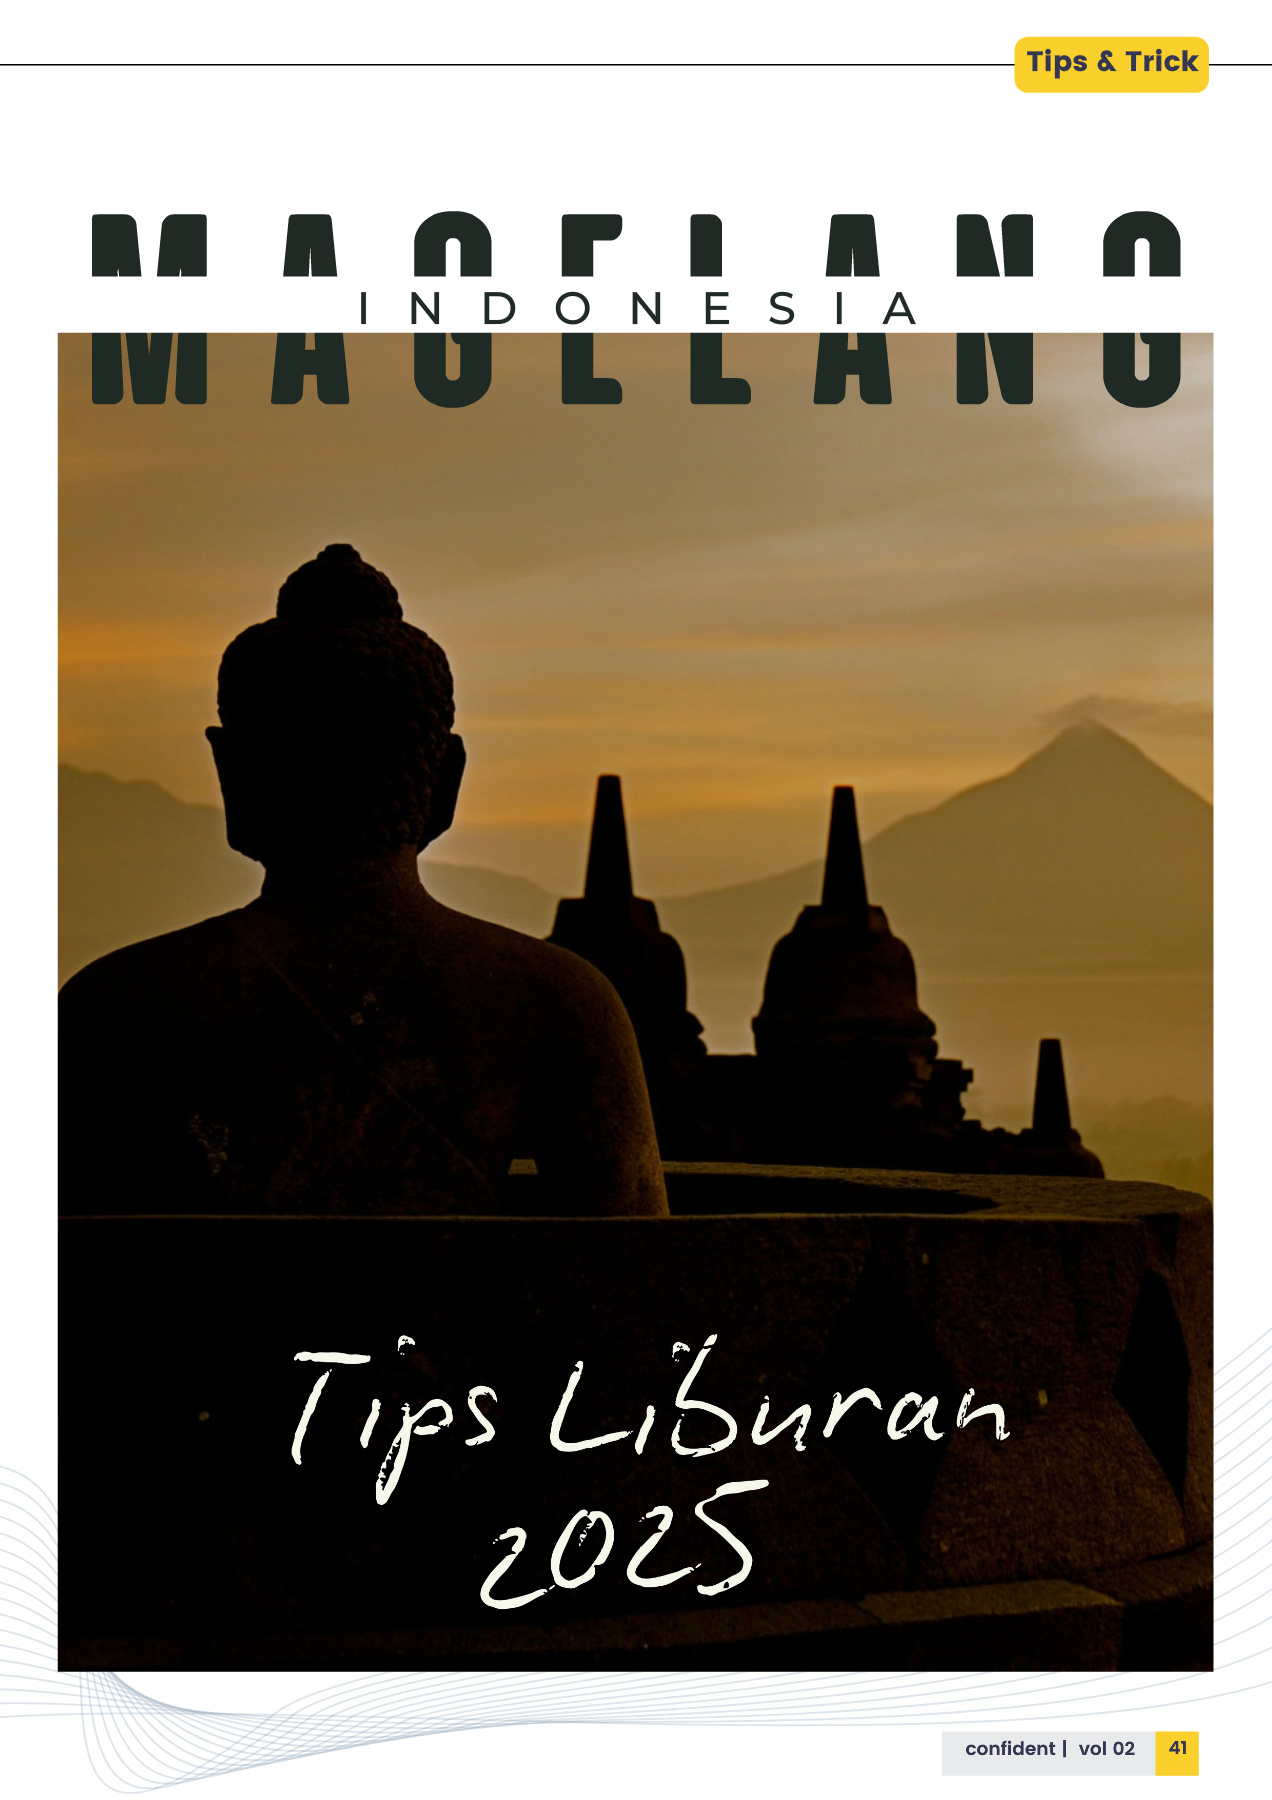 Tips & Trick
MAGELANG
INDONESIA
Tips Liburan
2025
confident | vol 02 41